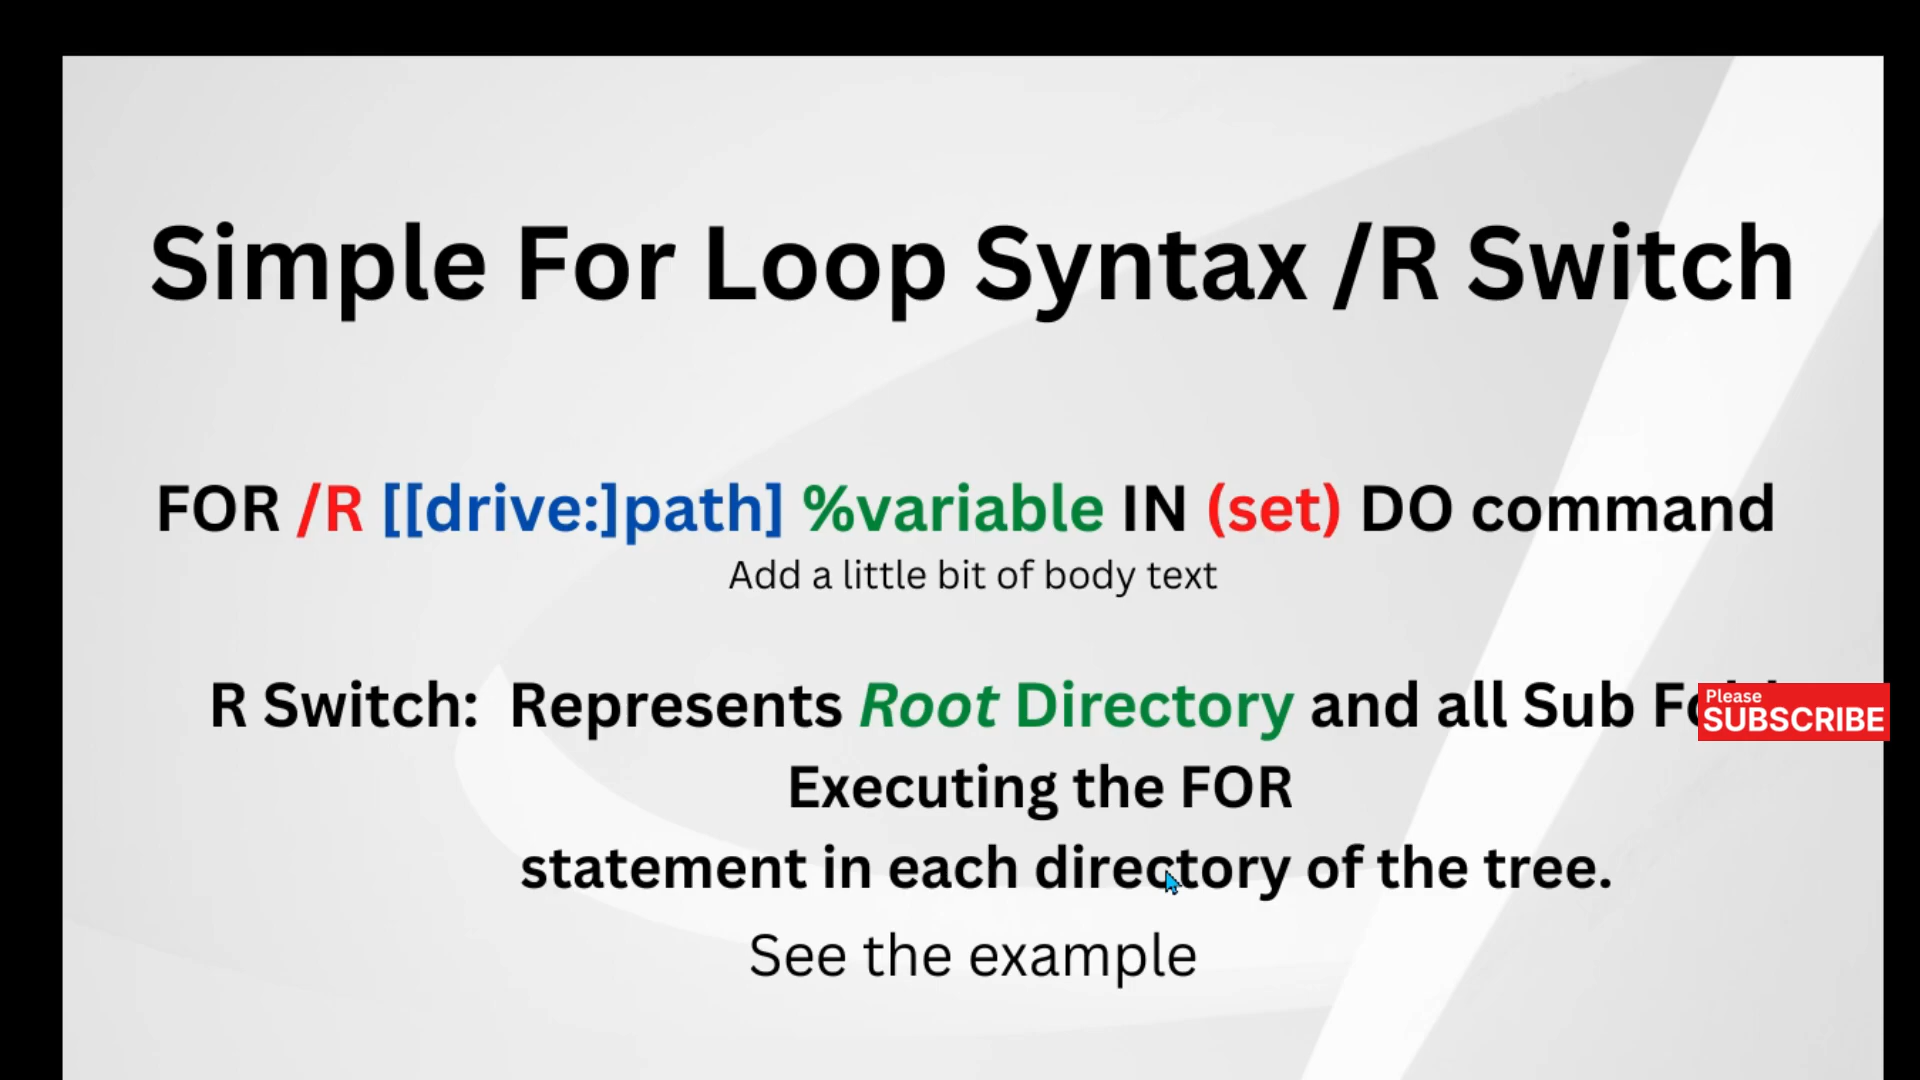 Simple For Loop Syntax /R Switch
FOR /R [[drive:]path] %variable IN (set) DO command
Add a little bit of body text
R Switch: Represents Root Directory and all Sub
Please
SUBSCRIBE
Executing the FOR
statement in each directory of the tree.
See the example